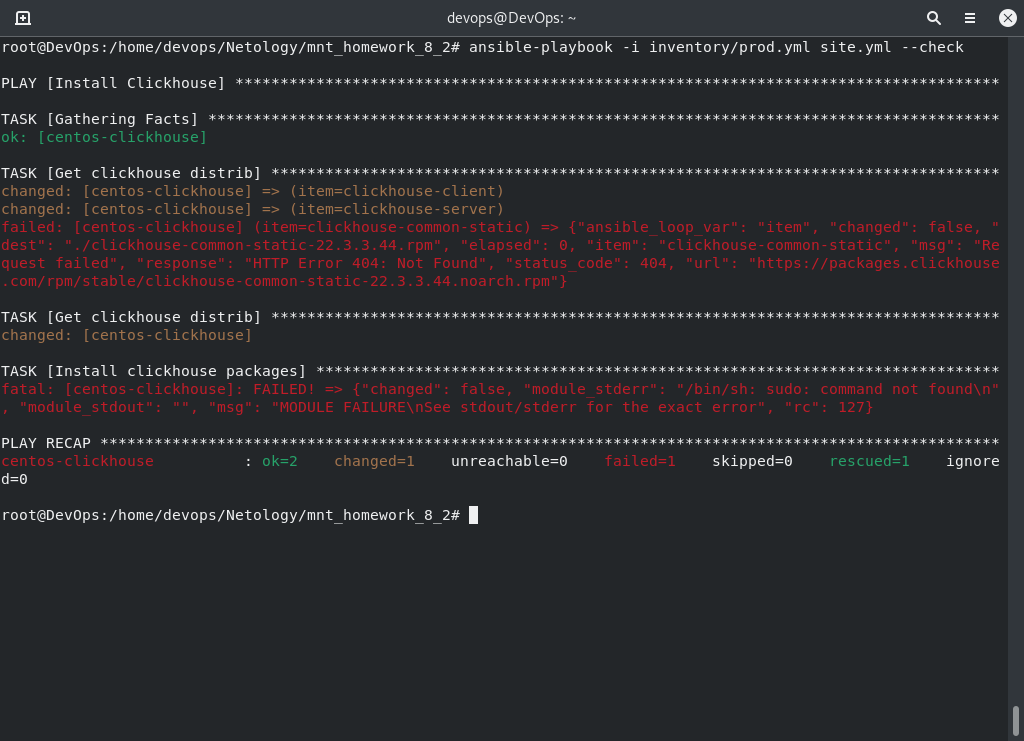 devops@DevOps: ~
root@DevOps:/home/devops/Netology/mnt_homework_8_2# ansible-playbook -i inventory/prod.yml site.yml --check
PLAY [Install Clickhouse] *************************************************************************************
TASK [Gathering Facts] ****************************************************************************************
ok: [centos-clickhouse]
TASK [Get clickhouse distrib] *********************************************************************************
changed: [centos-clickhouse] => (item=clickhouse-client)
changed: [centos-clickhouse] => (item=clickhouse-server)
failed: [centos-clickhouse] (item=clickhouse-common-static) => {"ansible_loop_var": "item", "changed": false, "
dest": "./clickhouse-common-static-22.3.3.44.rpm", "elapsed": 0, "item": "clickhouse-common-static", "msg": "Re
quest failed", "response": "HTTP Error 404: Not Found", "status_code": 404, "url": "https://packages.clickhouse
.com/rpm/stable/clickhouse-common-static-22.3.3.44.noarch.rpm"}
TASK [Get clickhouse distrib] *********************************************************************************
changed: [centos-clickhouse]
TASK [Install clickhouse packages] ****************************************************************************
fatal: [centos-clickhouse]: FAILED! => {"changed": false, "module_stderr": "/bin/sh: sudo: command not found\n"
, "module_stdout": "", "msg": "MODULE FAILURE\nSee stdout/stderr for the exact error", "rc": 127}
PLAY RECAP ****************************************************************************************************
centos-clickhouse          : ok=2    changed=1    unreachable=0    failed=1    skipped=0    rescued=1    ignore
d=0
root@DevOps:/home/devops/Netology/mnt_homework_8_2#